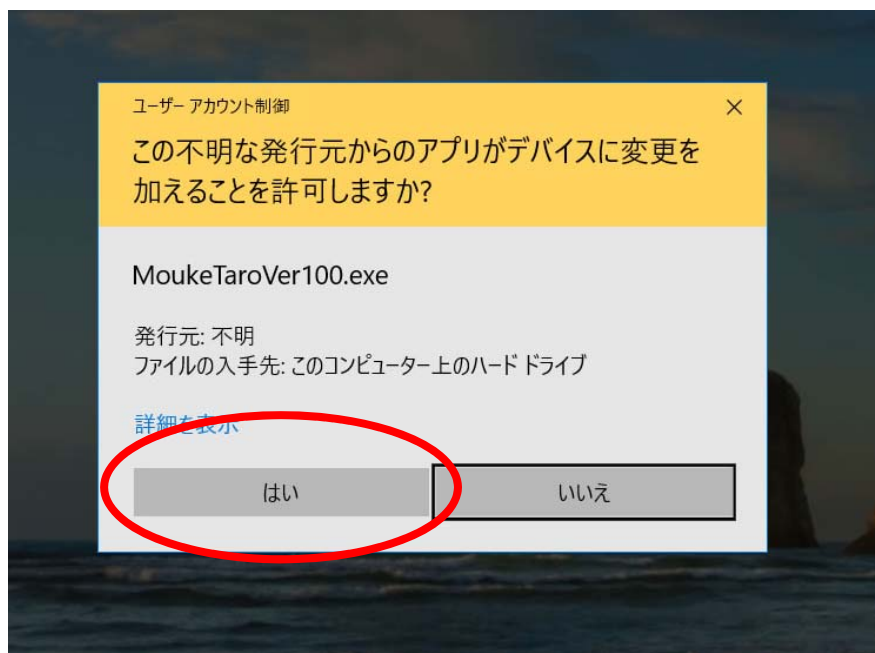 ユーザー アカウント制御
この不明な発行元からのアプリがデバイスに変更を
加えることを許可しますか?
MoukeTaroVer100.exe
発行元: 不明
ファイルの入手先: このコンピューター上のハード ドライブ
詳細を表示
はい
いいえ